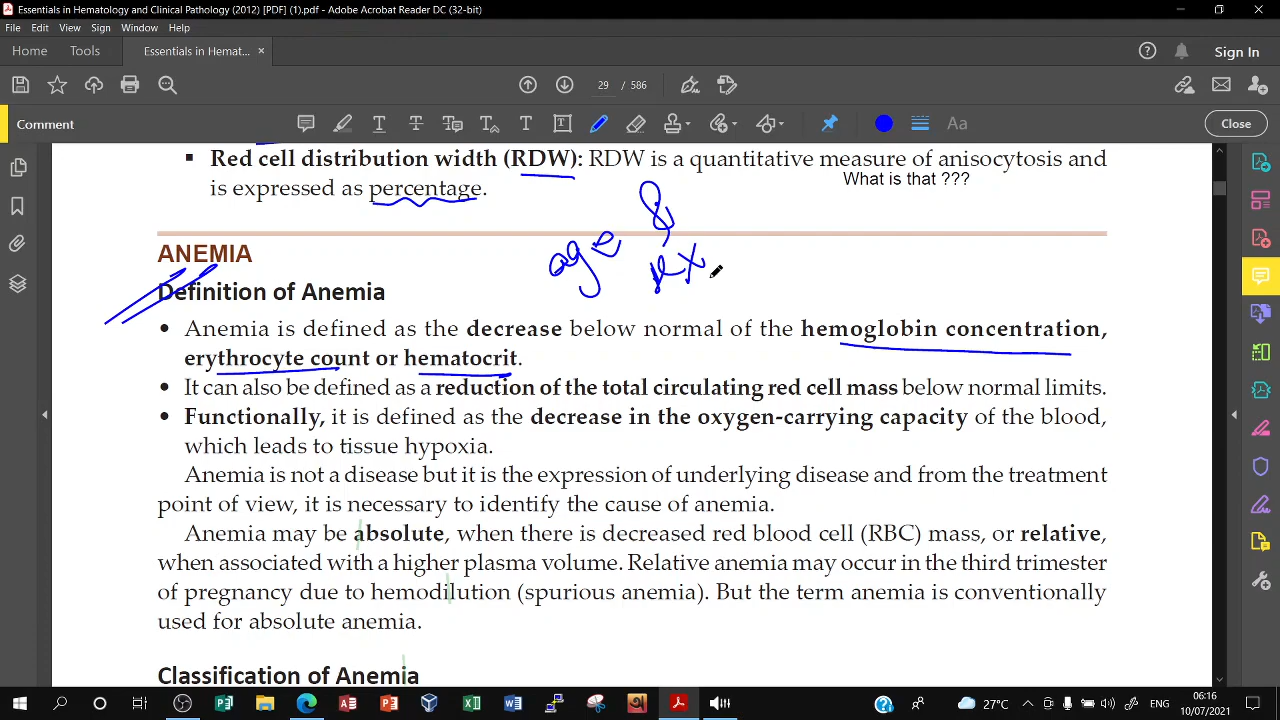 Essentials in Hematology and Clinical Pathology (2012) [PDF] (1).pdf - Adobe Acrobat Reader DC (32-bit)
File Edit View Sign Window Help
Home Tools Essentials in Hemat... × Sign In
29 / 586
Comment Aa Close
Red cell distribution width (RDW): RDW is a quantitative measure of anisocytosis and
is expressed as percentage.
What is that ???
age &
ANEMIA
Definition of Anemia
• Anemia is defined as the decrease below normal of the hemoglobin concentration,
erythrocyte count or hematocrit.
• It can also be defined as a reduction of the total circulating red cell mass below normal limits.
• Functionally, it is defined as the decrease in the oxygen-carrying capacity of the blood,
which leads to tissue hypoxia.
Anemia is not a disease but it is the expression of underlying disease and from the treatment
point of view, it is necessary to identify the cause of anemia.
Anemia may be absolute, when there is decreased red blood cell (RBC) mass, or relative,
when associated with a higher plasma volume. Relative anemia may occur in the third trimester
of pregnancy due to hemodilution (spurious anemia). But the term anemia is conventionally
used for absolute anemia.
Classification of Anemia
27°C ENG 06:16
10/07/2021